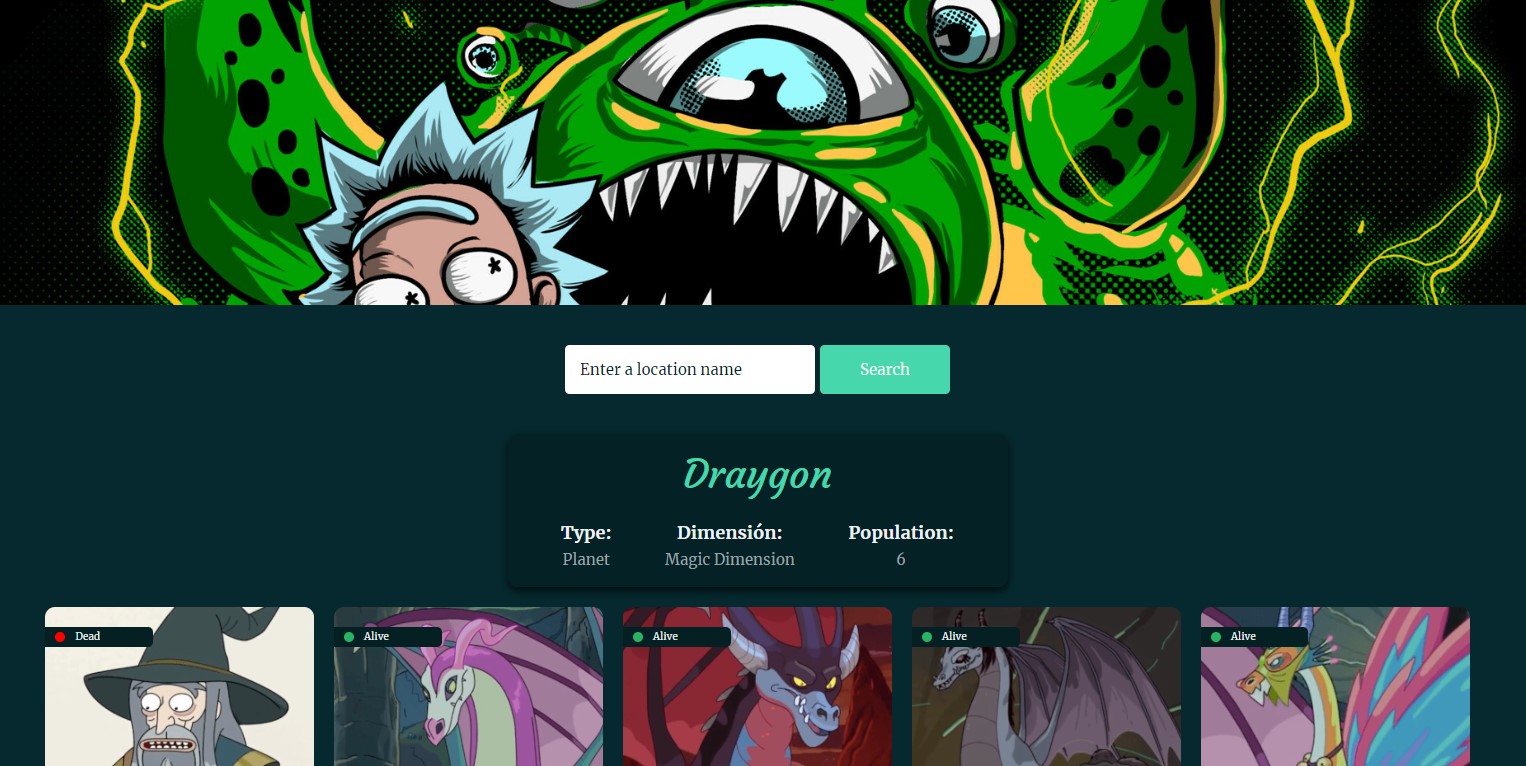 Enter a location name Search
Draygon
Type: Dimensión: Population:
Planet Magic Dimension 6
Dead Alive Alive Alive Alive